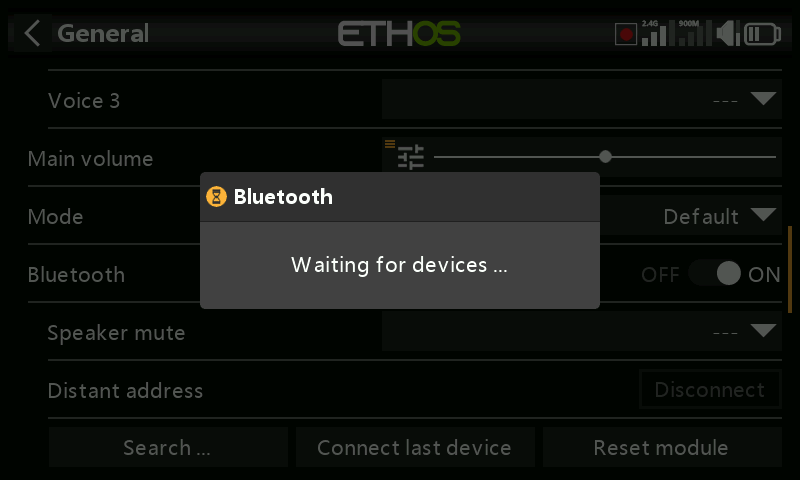 General
ETHOS
2.4G
900M
Voice 3
---
Main volume
Mode
Default
Bluetooth
Waiting for devices ...
Bluetooth
OFF
ON
Speaker mute
---
Distant address
Disconnect
Search ...
Connect last device
Reset module